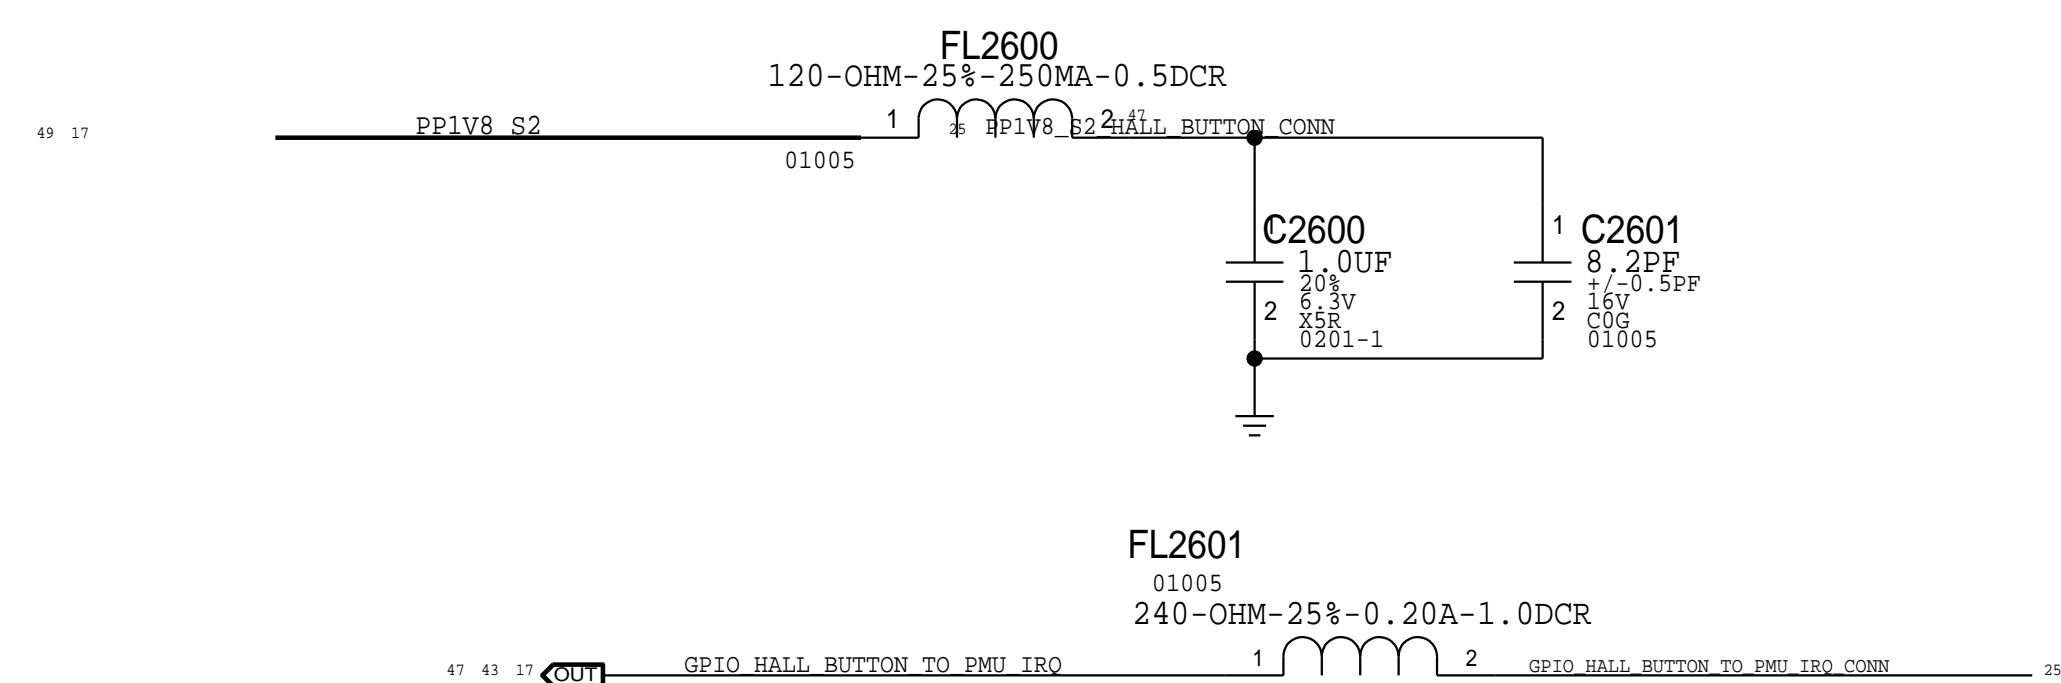 FL2600
120-OHM-25%-250MA-0.5DCR
49 17
PP1V8_S2
1
2
47
25
PP1V8_S2_HALL_BUTTON_CONN
01005
1
C2600
1.0UF
20%
6.3V
X5R
0201-1
2
1
C2601
8.2PF
+/-0.5PF
16V
C0G
01005
2
FL2601
01005
240-OHM-25%-0.20A-1.0DCR
47 43 17
OUT
GPIO_HALL_BUTTON_TO_PMU_IRQ
1
2
GPIO_HALL_BUTTON_TO_PMU_IRQ_CONN
25